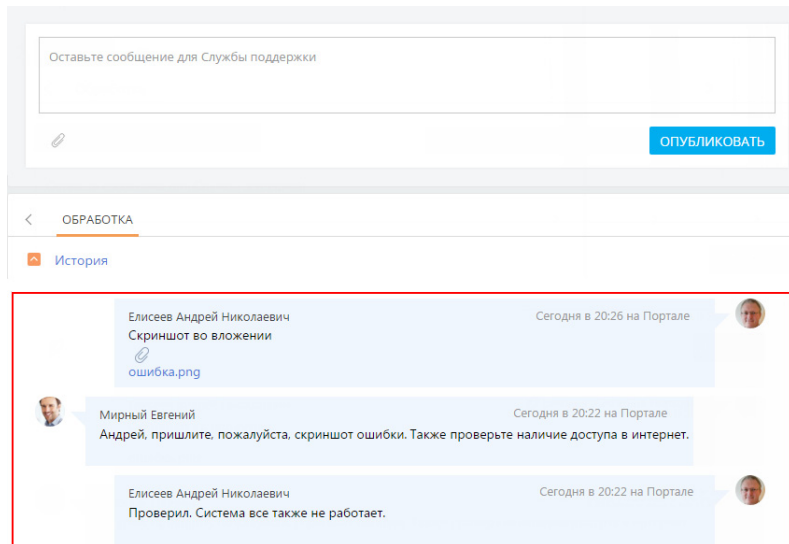 Оставьте сообщение для Службы поддержки
ОПУБЛИКОВАТЬ
ОБРАБОТКА
История
Елисеев Андрей Николаевич
Сегодня в 20:26 на Портале
Скриншот во вложении
ошибка.png
Мирный Евгений
Сегодня в 20:22 на Портале
Андрей, пришлите, пожалуйста, скриншот ошибки. Также проверьте наличие доступа в интернет.
Елисеев Андрей Николаевич
Сегодня в 20:22 на Портале
Проверил. Система все также не работает.